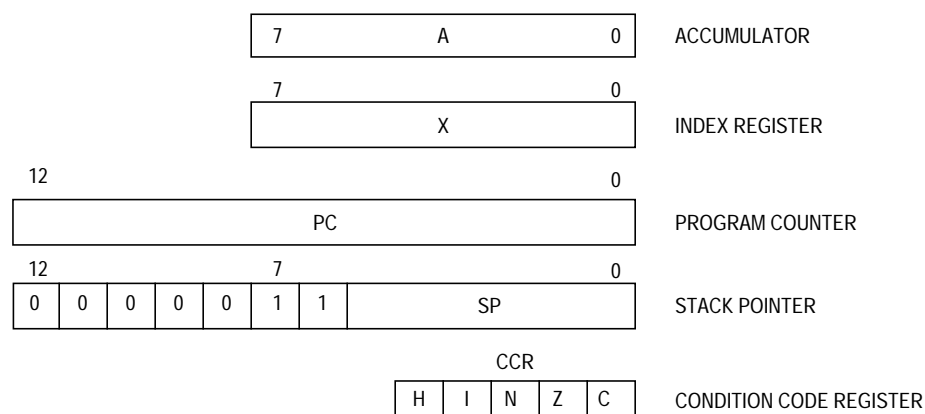 7 A 0 ACCUMULATOR
7 0
X INDEX REGISTER
12 0
PC PROGRAM COUNTER
12 7 0
0 0 0 0 0 1 1 SP STACK POINTER
CCR
H I N Z C CONDITION CODE REGISTER